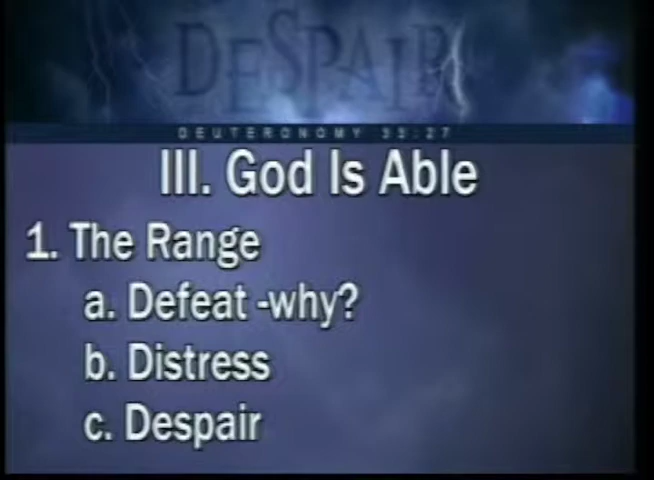 DESPAIR
DEUTERONOMY 33:27
III. God Is Able
1. The Range
a. Defeat -why?
b. Distress
c. Despair